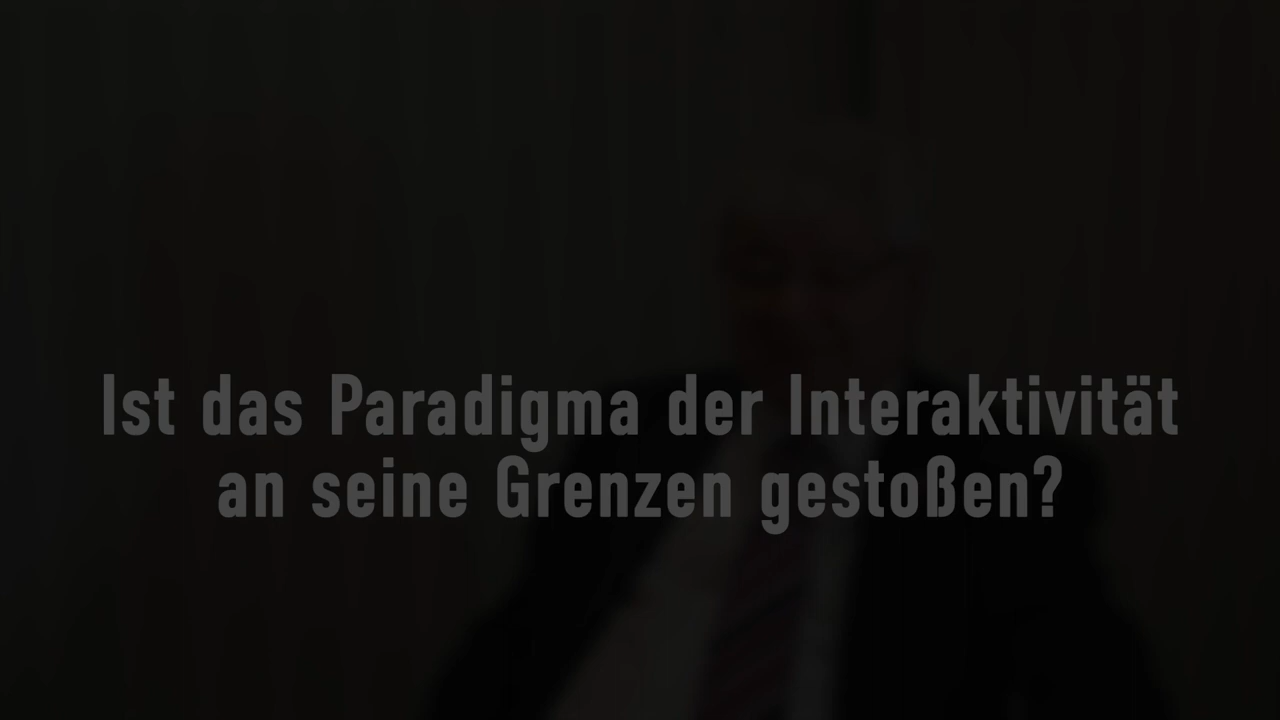 Ist das Paradigma der Interaktivität
an seine Grenzen gestoßen?